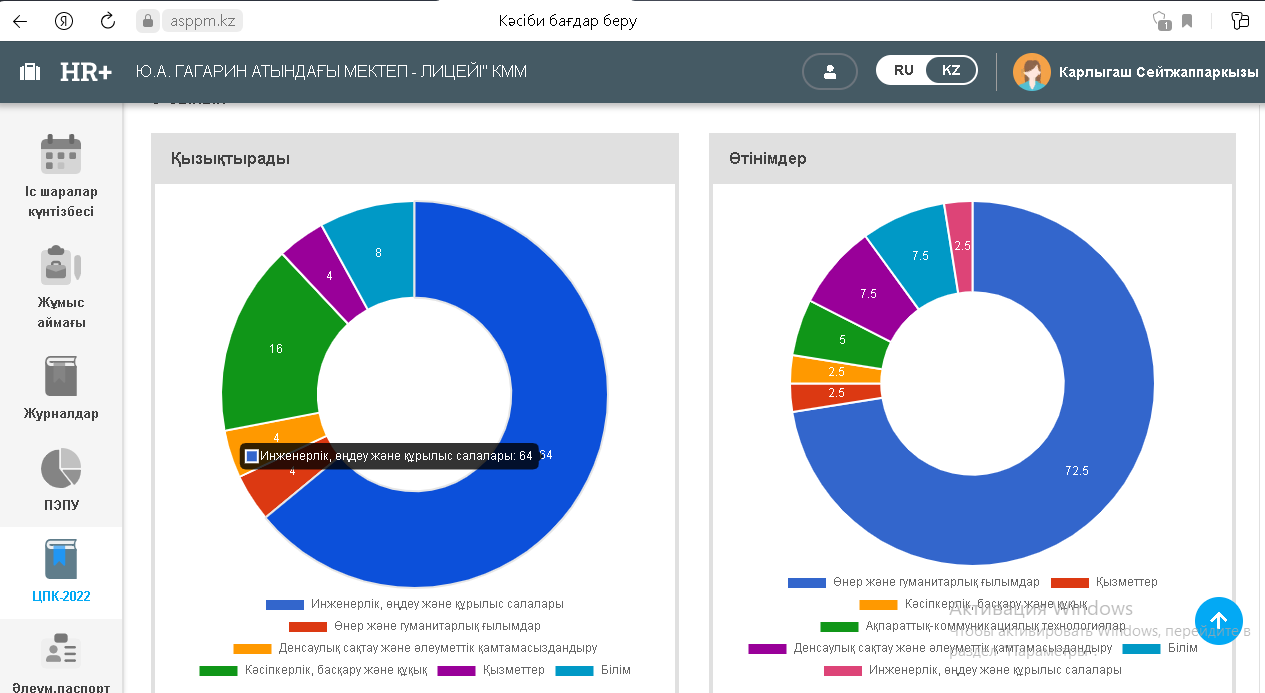 asppm.kz
Кәсіби бағдар беру
1
HR+
Ю.А. ГАГАРИН АТЫНДАҒЫ МЕКТЕП - ЛИЦЕЙІ" КММ
RU KZ
Карлыгаш Сейтжаппаркызы
Іс шаралар
күнтізбесі
Жұмыс
аймағы
Журналдар
ПЭПУ
ЦПК-2022
Әлеум.паспорт
Қызықтырады
8
4
16
4
4
Инженерлік, өңдеу және құрылыс салалары: 64
64
Инженерлік, өңдеу және құрылыс салалары
Өнер және гуманитарлық ғылымдар
Денсаулық сақтау және әлеуметтік қамтамасыздандыру
Кәсіпкерлік, басқару және құқық Қызметтер Білім
Өтінімдер
2.5
7.5
7.5
5
2.5
2.5
72.5
Өнер және гуманитарлық ғылымдар Қызметтер
Кәсіпкерлік, басқару және құқық
Ақпараттық-коммуникациялық технологиялар
Денсаулық сақтау және әлеуметтік қамтамасыздандыру Білім
Инженерлік, өңдеу және құрылыс салалары
Активация Windows
Чтобы активировать Windows, перейдите в
раздел "Параметры".